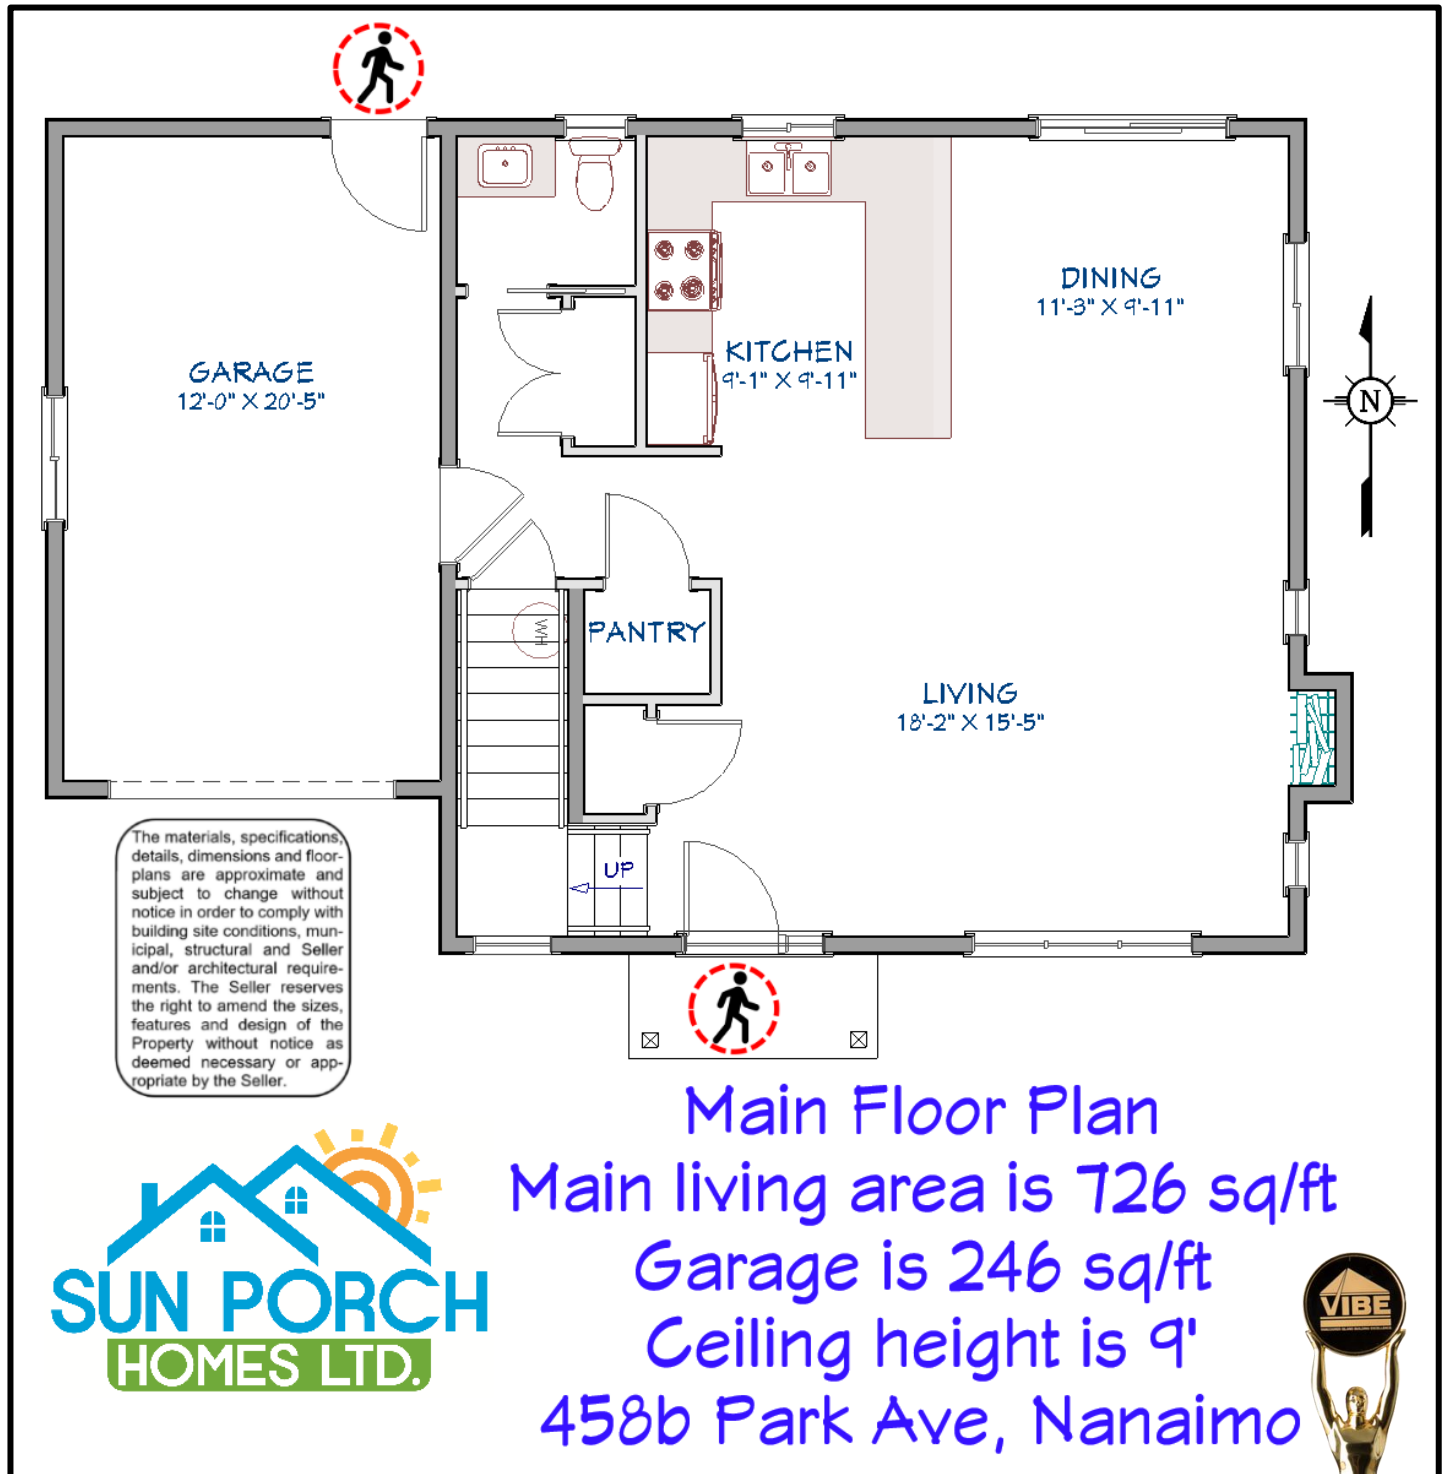 DINING
11'-3" X 9'-11"
KITCHEN
9'-1" X 9'-11"
GARAGE
12'-0" X 20'-5"
N
WH
PANTRY
LIVING
18'-2" X 15'-5"
UP
The materials, specifications,
details, dimensions and floor-
plans are approximate and
subject to change without
notice in order to comply with
building site conditions, mun-
icipal, structural and Seller
and/or architectural require-
ments. The Seller reserves
the right to amend the sizes,
features and design of the
Property without notice as
deemed necessary or app-
ropriate by the Seller.
Main Floor Plan
Main living area is 726 sq/ft
Garage is 246 sq/ft
Ceiling height is 9'
458b Park Ave, Nanaimo
SUN PORCH
HOMES LTD.
VIBE